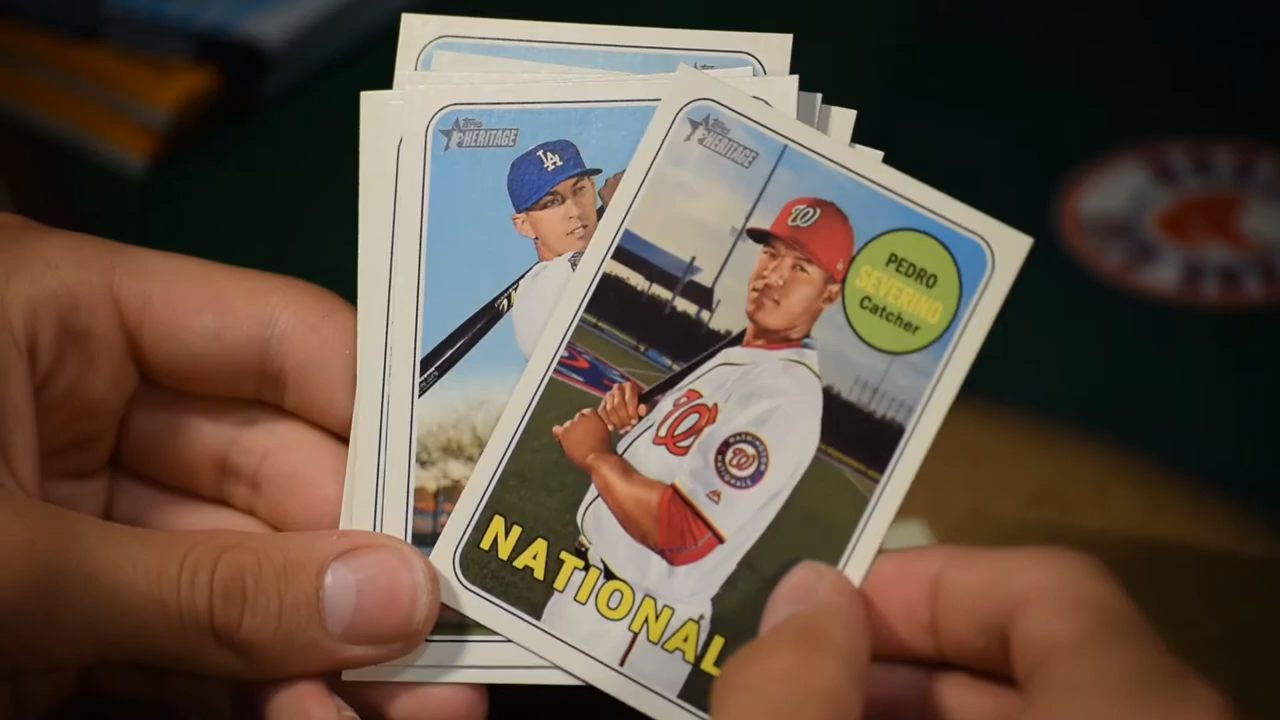 Topps
HERITAGE
LA
Topps
HERITAGE
W
PEDRO
SEVERINO
Catcher
W
WASHINGTON
W
NATIONALS
NATIONAL